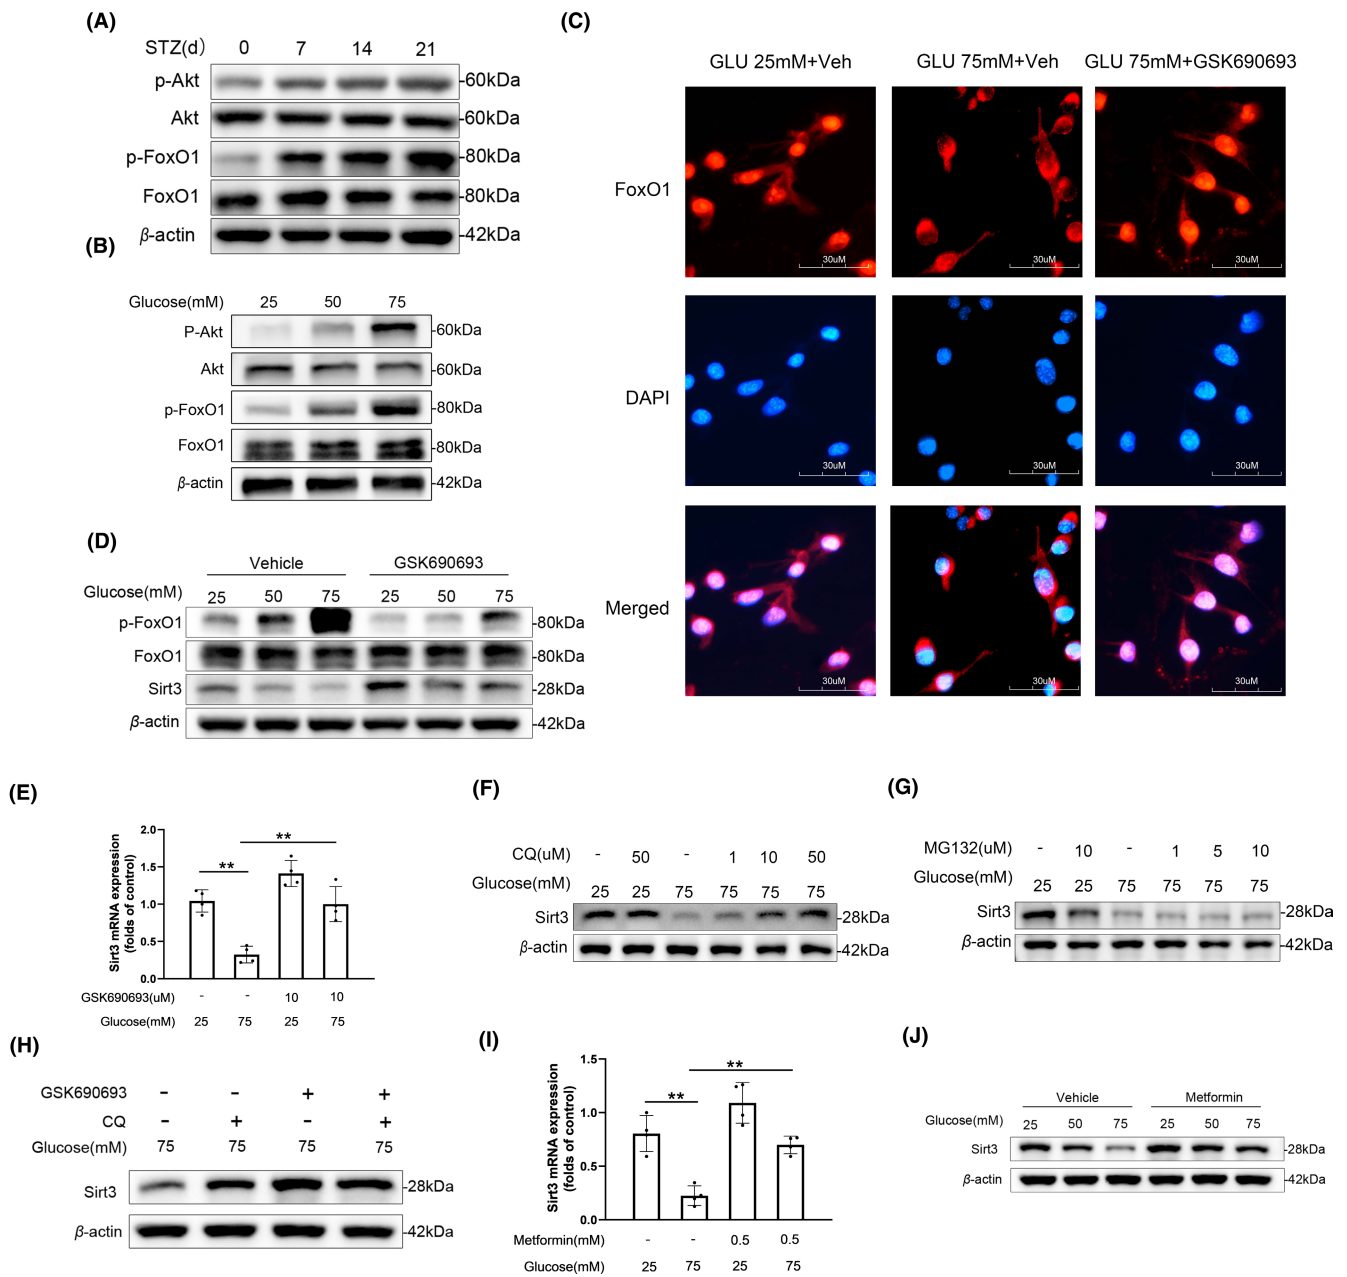 (A)
STZ(d) 0 7 14 21
p-Akt -60kDa
Akt -60kDa
p-FoxO1 -80kDa
FoxO1 -80kDa
β-actin -42kDa
(B)
Glucose(mM) 25 50 75
P-Akt -60kDa
Akt -60kDa
p-FoxO1 -80kDa
FoxO1 -80kDa
β-actin -42kDa
(C)
GLU 25mM+Veh GLU 75mM+Veh GLU 75mM+GSK690693
FoxO1
30uM 30uM 30uM
DAPI
30uM 30uM 30uM
Merged
30uM 30uM 30uM
(D)
Vehicle GSK690693
Glucose(mM) 25 50 75 25 50 75
p-FoxO1 -80kDa
FoxO1 -80kDa
Sirt3 -28kDa
β-actin -42kDa
(E)
Sirt3 mRNA expression
(folds of control)
2.0
1.5
1.0
0.5
0.0
** **
GSK690693(uM) - - 10 10
Glucose(mM) 25 75 25 75
(F)
CQ(uM) - 50 - 1 10 50
Glucose(mM) 25 25 75 75 75 75
Sirt3 -28kDa
β-actin -42kDa
(G)
MG132(uM) - 10 - 1 5 10
Glucose(mM) 25 25 75 75 75 75
Sirt3 -28kDa
β-actin -42kDa
(H)
GSK690693 - - + +
CQ - + - +
Glucose(mM) 75 75 75 75
Sirt3 -28kDa
β-actin -42kDa
(I)
Sirt3 mRNA expression
(folds of control)
1.5
1.0
0.5
0.0
** **
Metformin(mM) - - 0.5 0.5
Glucose(mM) 25 75 25 75
(J)
Vehicle Metformin
Glucose(mM) 25 50 75 25 50 75
Sirt3 -28kDa
β-actin -42kDa